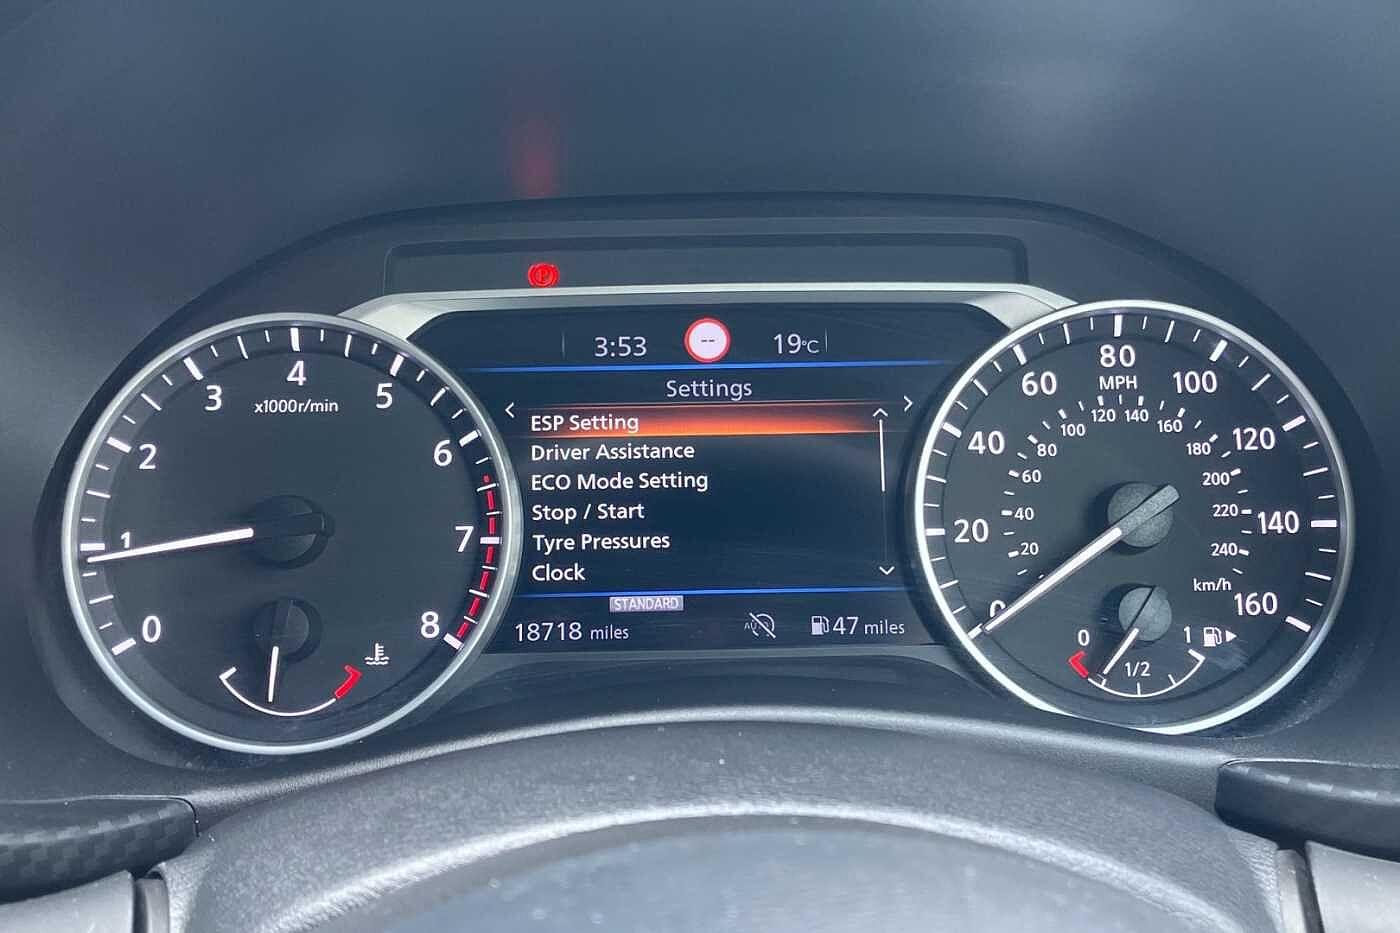 P
3:53
--
19°C
Settings
< >
ESP Setting
Driver Assistance
ECO Mode Setting
Stop / Start
Tyre Pressures
Clock
STANDARD
18718 miles
47 miles
0
1
2
3
4
5
6
7
8
x1000r/min
0
20
40
60
80
100
120
140
160
MPH
20
40
60
80
100
120
140
160
180
200
220
240
km/h
0
1/2
1